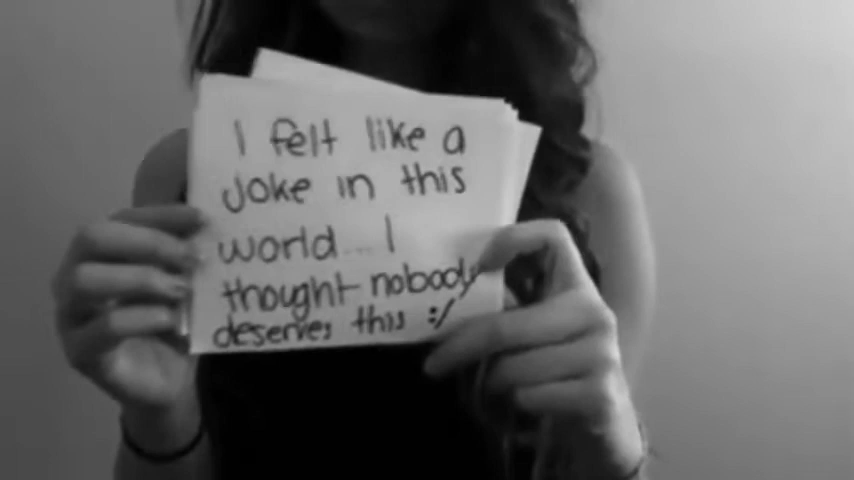 I felt like a
Joke in this
world... I
thought nobody
deserves this :/